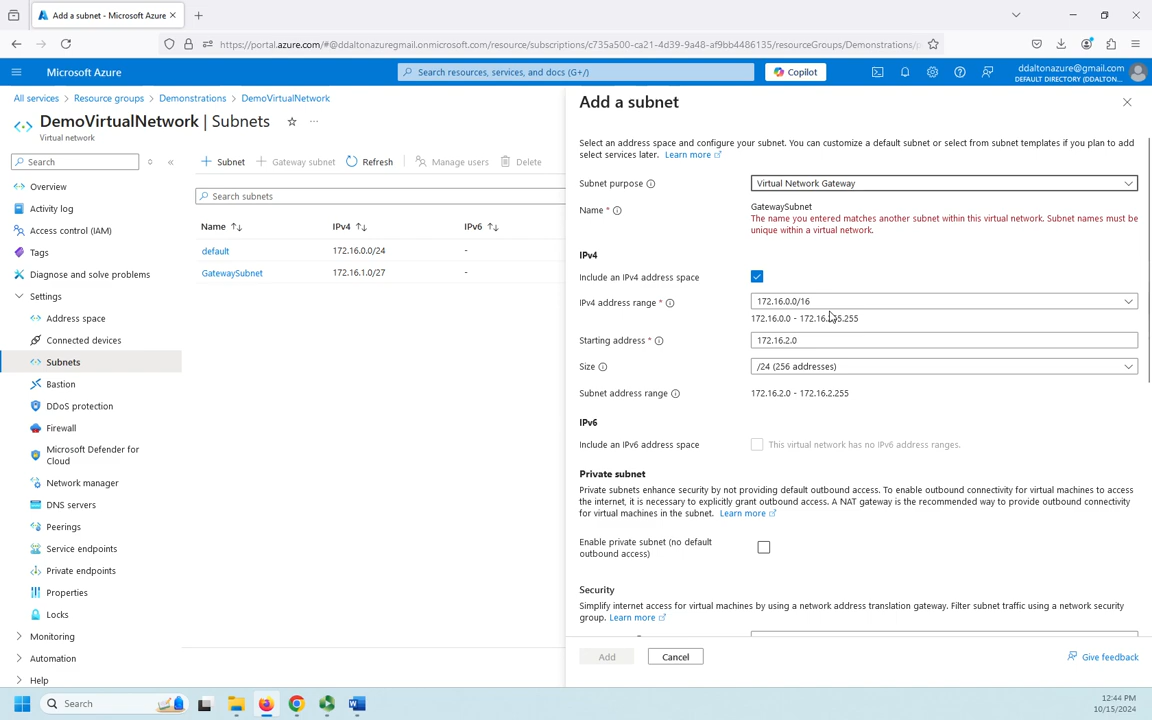 Add a subnet - Microsoft Azure
https://portal.azure.com/#@ddaltonazuregmail.onmicrosoft.com/resource/subscriptions/c735a500-ca21-4d39-9a48-af9bb4486135/resourceGroups/Demonstrations/
Microsoft Azure
Search resources, services, and docs (G+/)
Copilot
ddaltonazure@gmail.com
DEFAULT DIRECTORY (DDALTON...
All services > Resource groups > Demonstrations > DemoVirtualNetwork
DemoVirtualNetwork | Subnets
Virtual network
Search
Overview
Activity log
Access control (IAM)
Tags
Diagnose and solve problems
Settings
Address space
Connected devices
Subnets
Bastion
DDoS protection
Firewall
Microsoft Defender for
Cloud
Network manager
DNS servers
Peerings
Service endpoints
Private endpoints
Properties
Locks
Monitoring
Automation
Help
Subnet Gateway subnet Refresh Manage users Delete
Search subnets
Name IPv4 IPv6
default 172.16.0.0/24 -
GatewaySubnet 172.16.1.0/27 -
Add a subnet
Select an address space and configure your subnet. You can customize a default subnet or select from subnet templates if you plan to add
select services later. Learn more
Subnet purpose Virtual Network Gateway
Name * GatewaySubnet
The name you entered matches another subnet within this virtual network. Subnet names must be
unique within a virtual network.
IPv4
Include an IPv4 address space
IPv4 address range * 172.16.0.0/16
172.16.0.0 - 172.16.255.255
Starting address * 172.16.2.0
Size /24 (256 addresses)
Subnet address range 172.16.2.0 - 172.16.2.255
IPv6
Include an IPv6 address space This virtual network has no IPv6 address ranges.
Private subnet
Private subnets enhance security by not providing default outbound access. To enable outbound connectivity for virtual machines to access
the internet, it is necessary to explicitly grant outbound access. A NAT gateway is the recommended way to provide outbound connectivity
for virtual machines in the subnet. Learn more
Enable private subnet (no default
outbound access)
Security
Simplify internet access for virtual machines by using a network address translation gateway. Filter subnet traffic using a network security
group. Learn more
Add
Cancel
Give feedback
Search
12:44 PM
10/15/2024